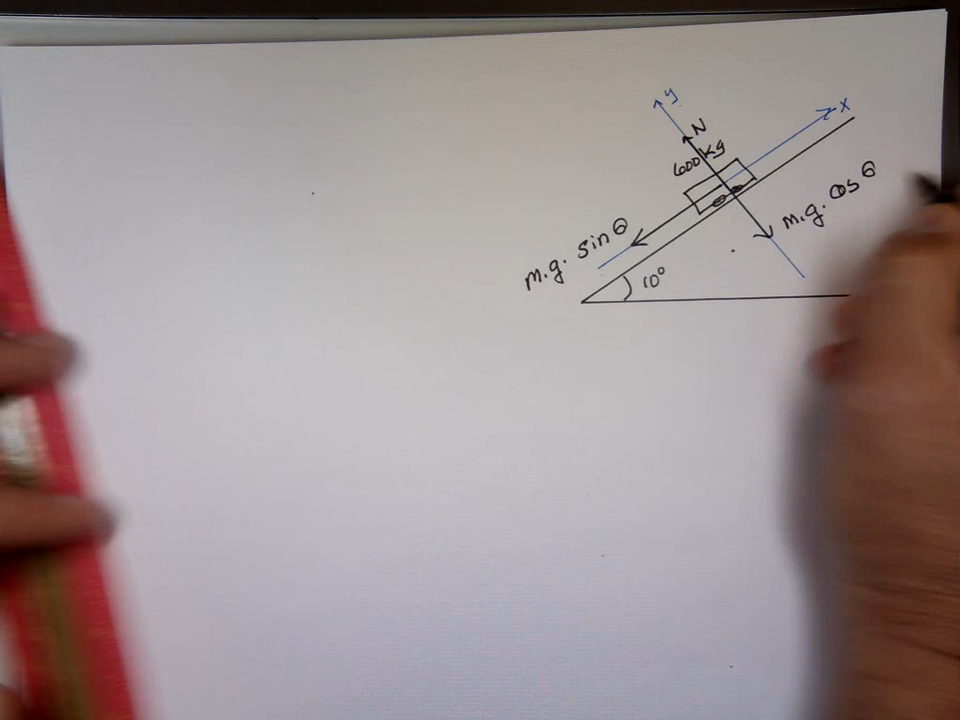 y
x
N
600 kg
m.g. cos θ
m.g. sin θ
10°